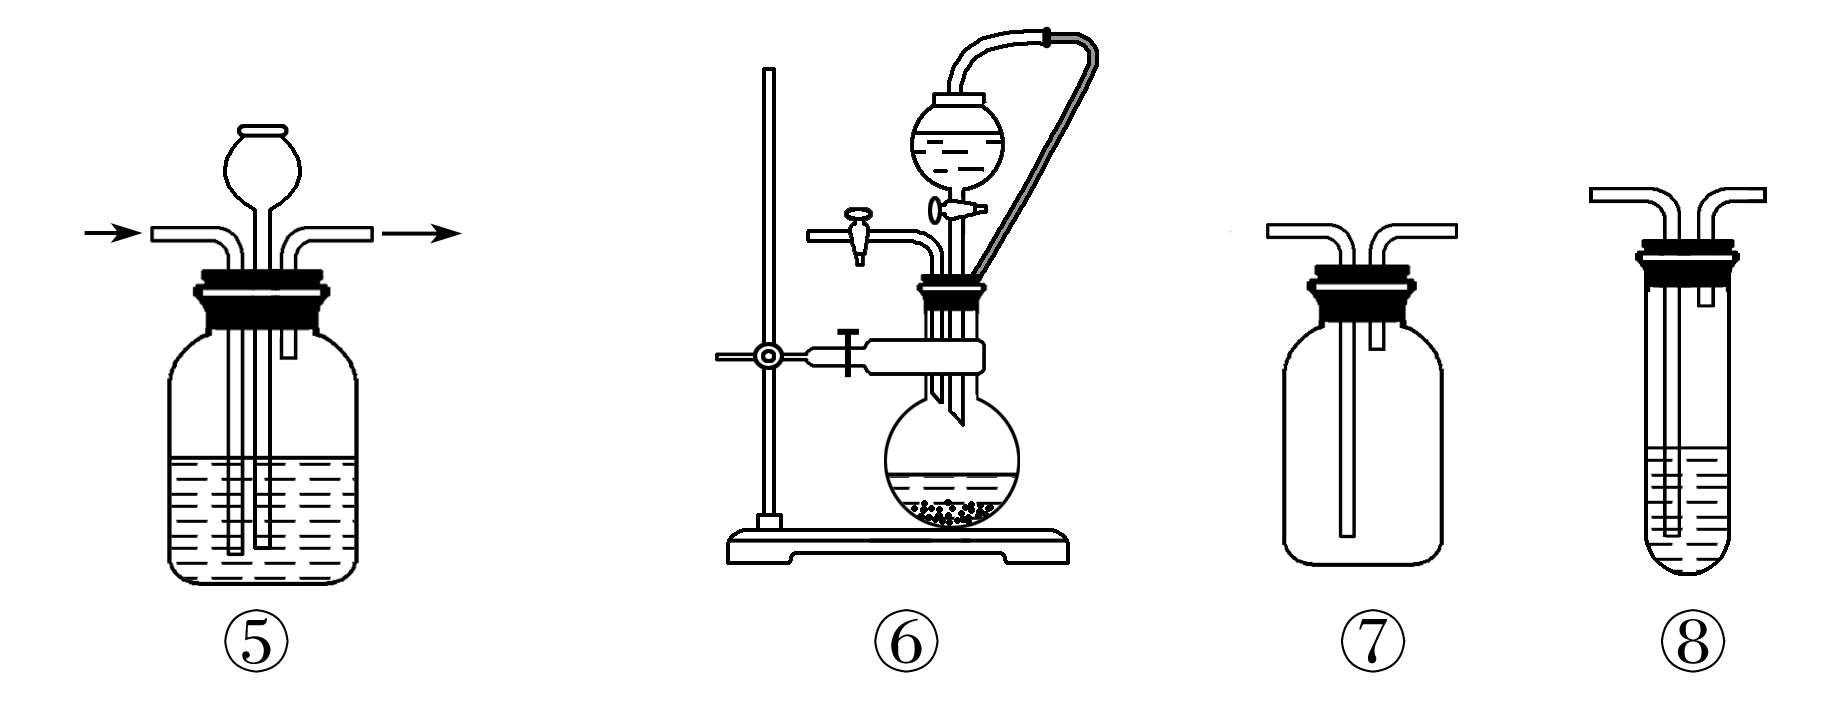 ⑤ ⑥ ⑦ ⑧